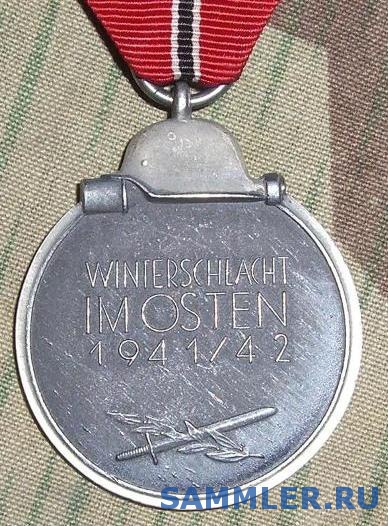 WINTERSCHLACHT
IM OSTEN
1941/42
SAMMLER.RU